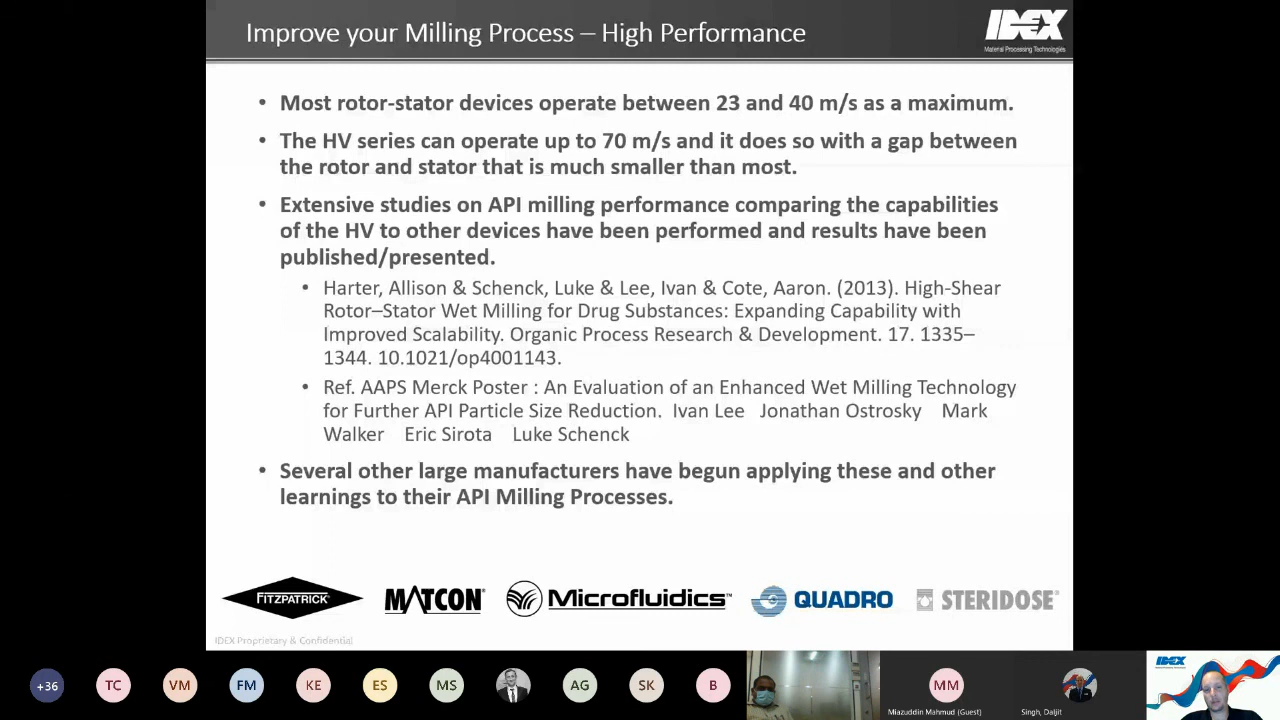 Improve your Milling Process – High Performance
IDEX
Material Processing Technologies
• Most rotor-stator devices operate between 23 and 40 m/s as a maximum.
• The HV series can operate up to 70 m/s and it does so with a gap between
the rotor and stator that is much smaller than most.
• Extensive studies on API milling performance comparing the capabilities
of the HV to other devices have been performed and results have been
published/presented.
• Harter, Allison & Schenck, Luke & Lee, Ivan & Cote, Aaron. (2013). High-Shear
Rotor–Stator Wet Milling for Drug Substances: Expanding Capability with
Improved Scalability. Organic Process Research & Development. 17. 1335–
1344. 10.1021/op4001143.
• Ref. AAPS Merck Poster : An Evaluation of an Enhanced Wet Milling Technology
for Further API Particle Size Reduction. Ivan Lee Jonathan Ostrosky Mark
Walker Eric Sirota Luke Schenck
• Several other large manufacturers have begun applying these and other
learnings to their API Milling Processes.
FITZPATRICK
MATCON®
Microfluidics™
QUADRO
STERIDOSE®
IDEX Proprietary & Confidential
+36
TC
VM
FM
KE
ES
MS
AG
SK
B
MM
Miazuddin Mahmud (Guest)
Singh, Daljit
IDEX